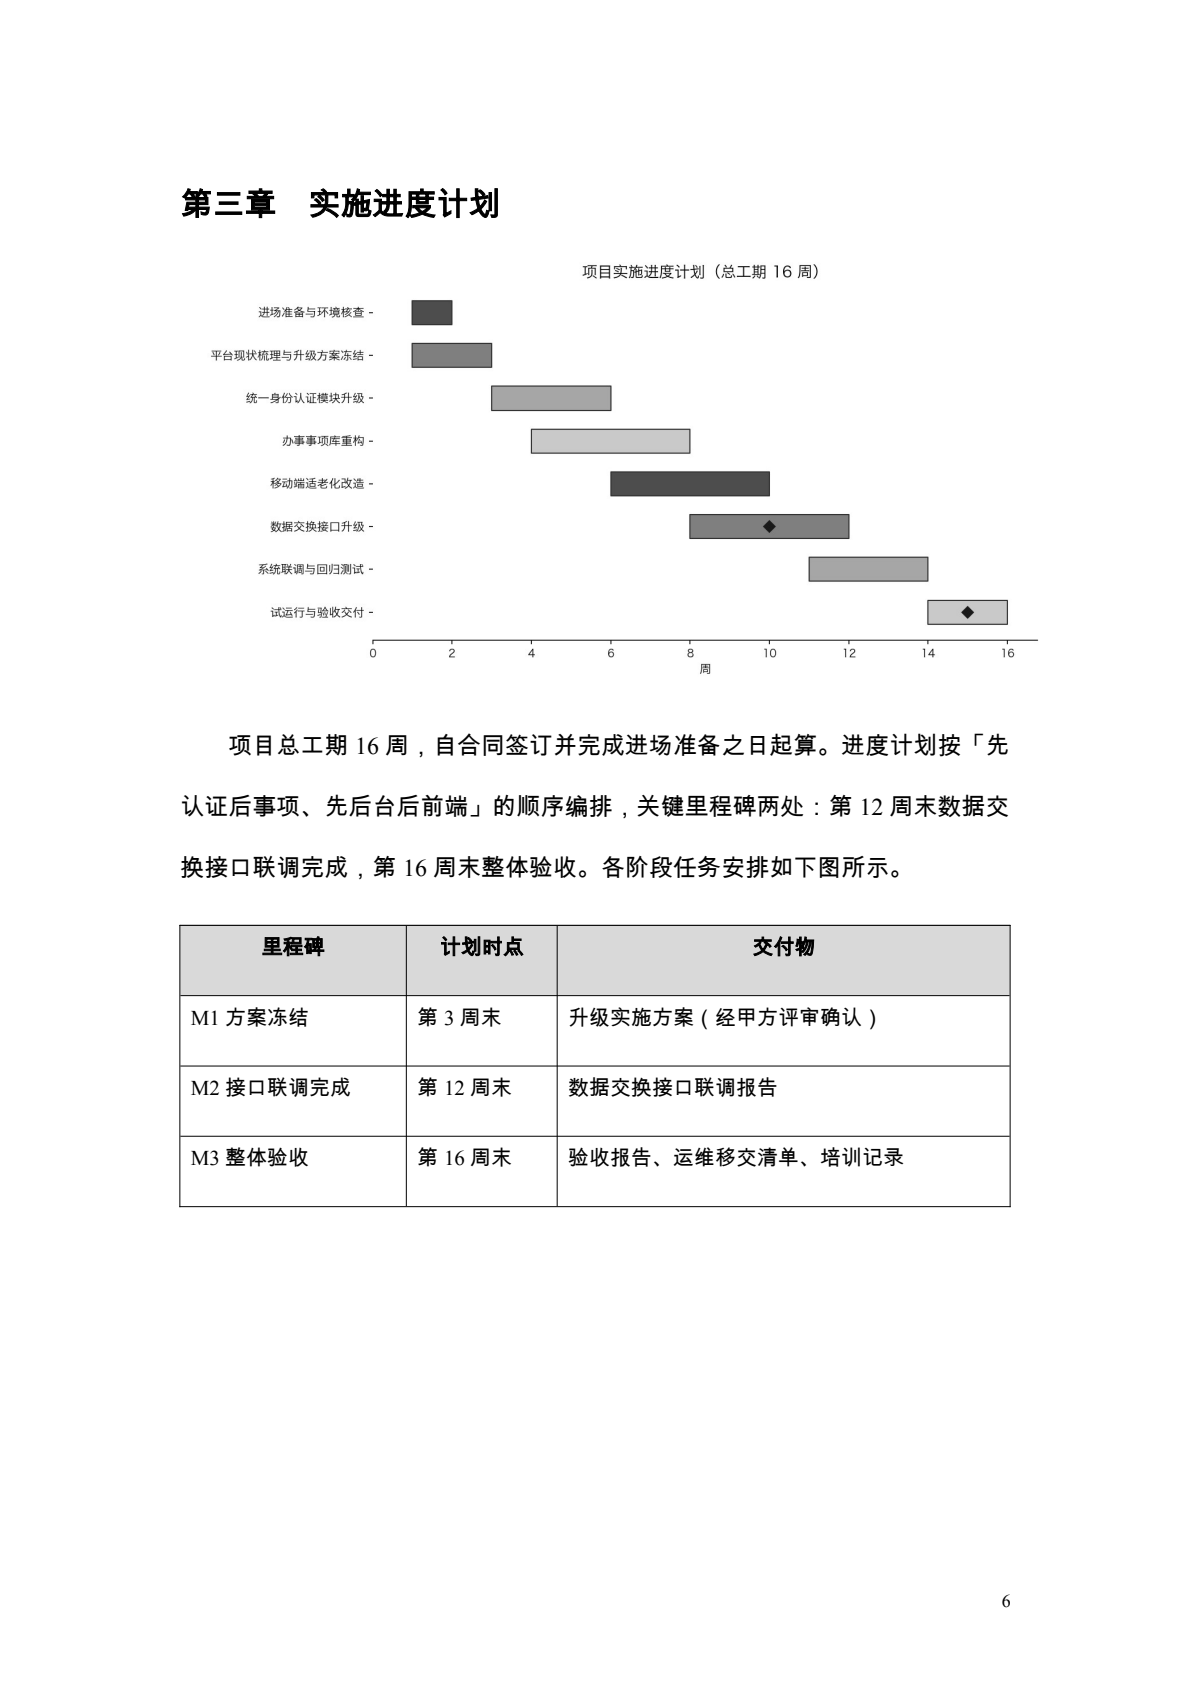 第三章　实施进度计划
项目实施进度计划（总工期 16 周）
进场准备与环境核查
平台现状梳理与升级方案冻结
统一身份认证模块升级
办事事项库重构
移动端适老化改造
数据交换接口升级
系统联调与回归测试
试运行与验收交付
0 2 4 6 8 10 12 14 16
周
项目总工期 16 周，自合同签订并完成进场准备之日起算。进度计划按「先
认证后事项、先后台后前端」的顺序编排，关键里程碑两处：第 12 周末数据交
换接口联调完成，第 16 周末整体验收。各阶段任务安排如下图所示。
里程碑 计划时点 交付物
M1 方案冻结 第 3 周末 升级实施方案（经甲方评审确认）
M2 接口联调完成 第 12 周末 数据交换接口联调报告
M3 整体验收 第 16 周末 验收报告、运维移交清单、培训记录
6